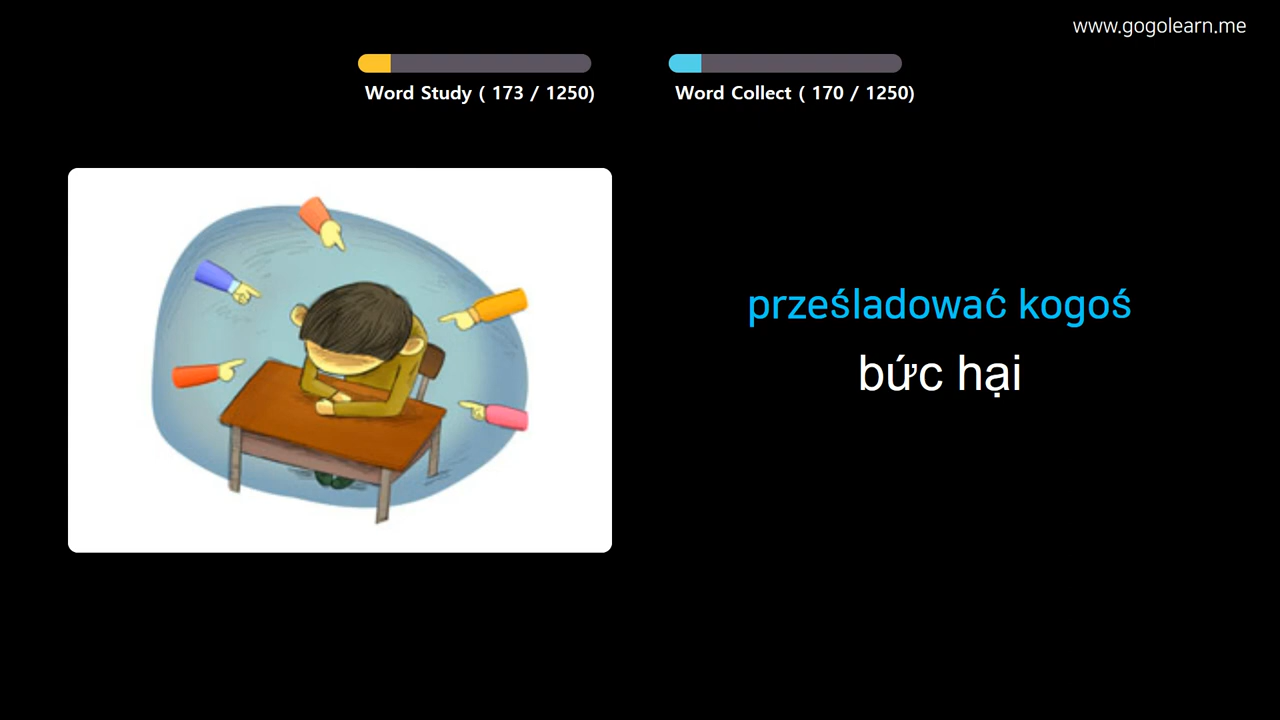 www.gogolearn.me
Word Study ( 173 / 1250)
Word Collect ( 170 / 1250)
prześladować kogoś
bức hại